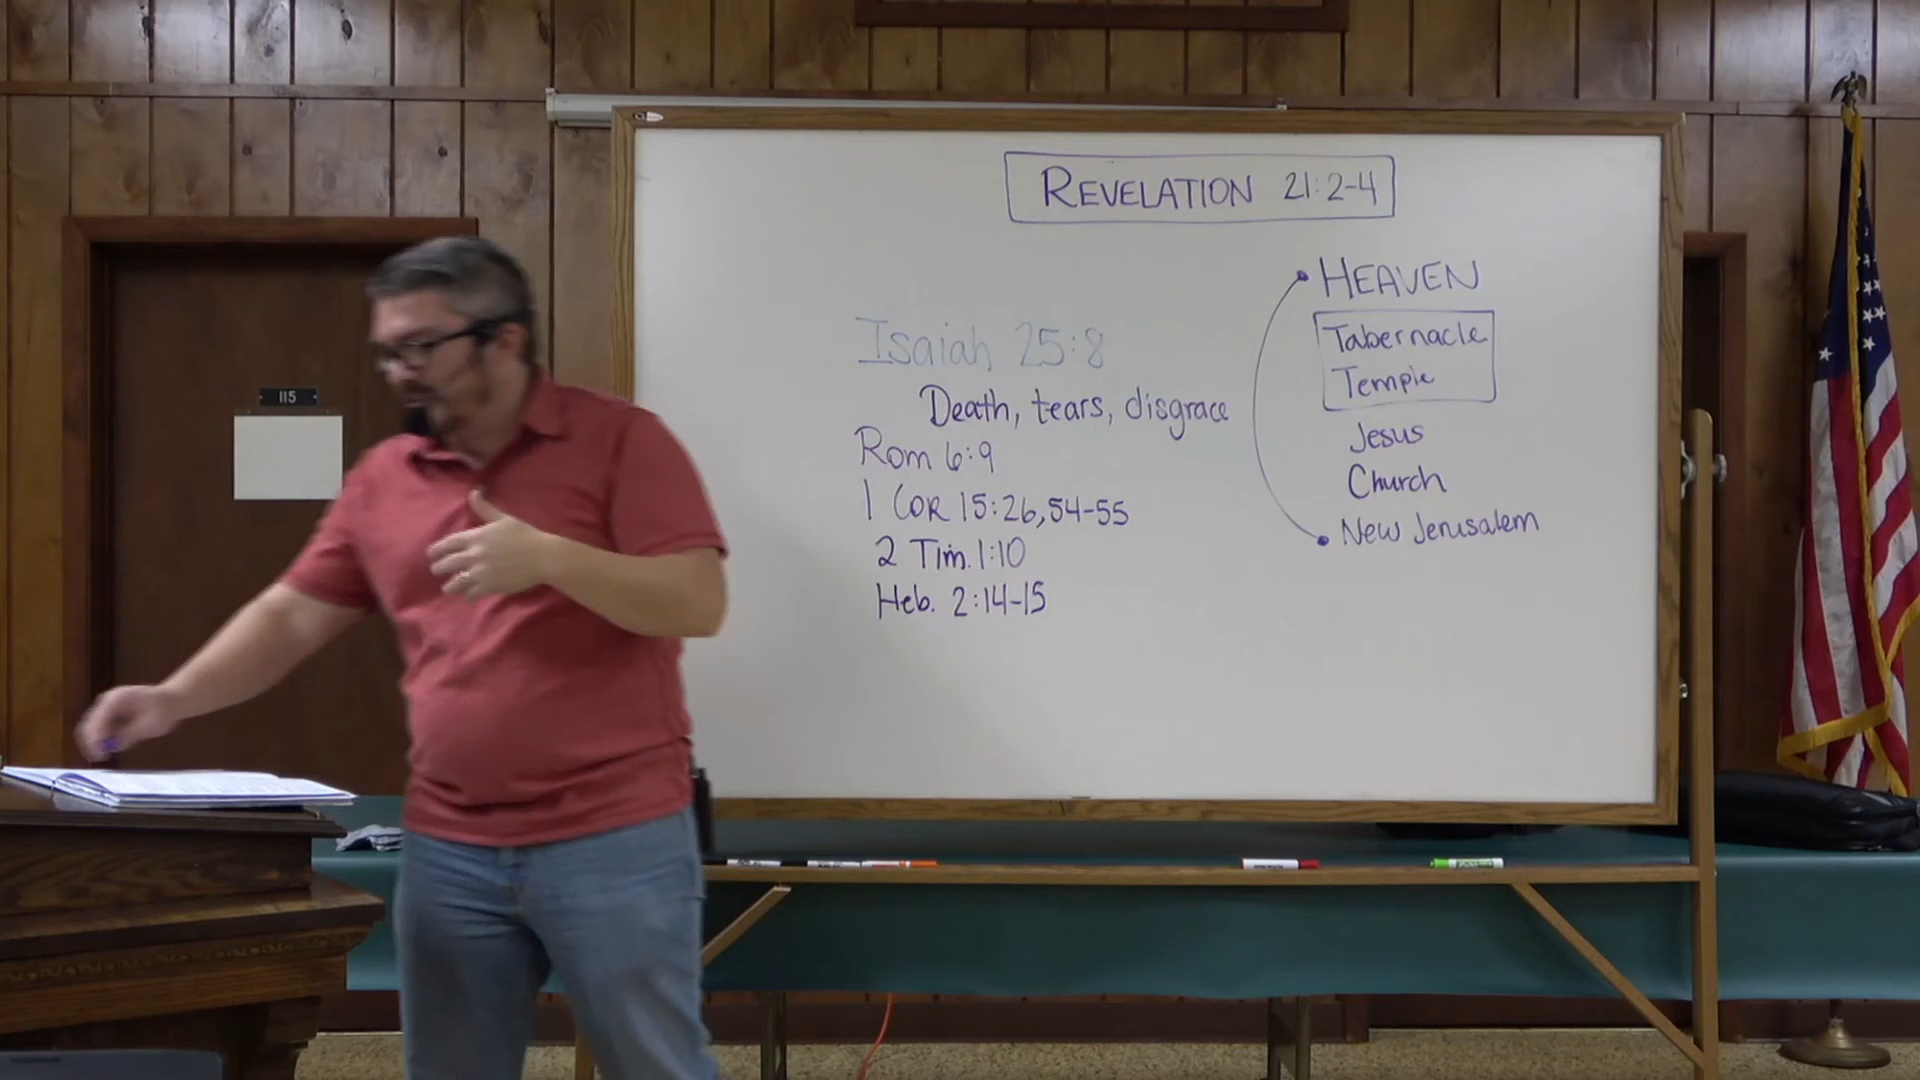 REVELATION 21:2-4
Isaiah 25:8
Death, tears, disgrace
Rom 6:9
1 COR 15:26,54-55
2 Tim. 1:10
Heb. 2:14-15
HEAVEN
Tabernacle
Temple
Jesus
Church
New Jerusalem
115